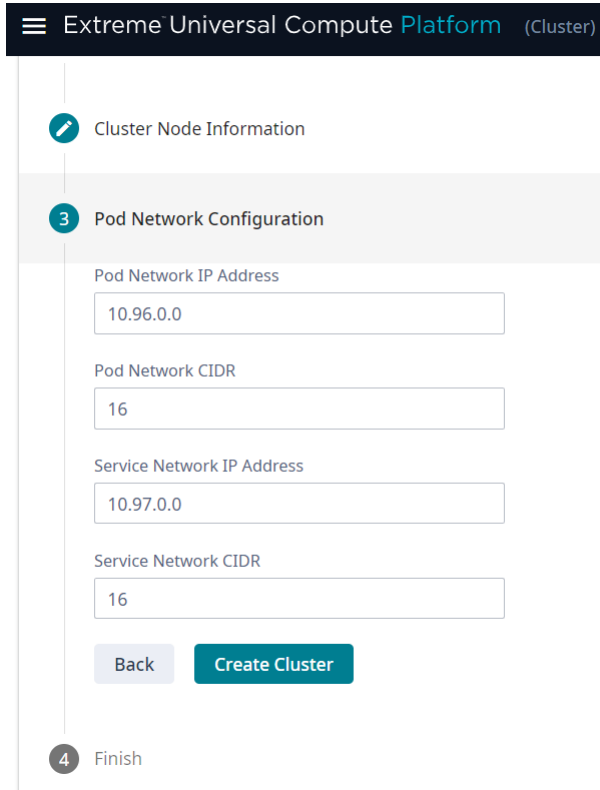 Extreme™ Universal Compute Platform (Cluster)
Cluster Node Information
3 Pod Network Configuration
Pod Network IP Address
10.96.0.0
Pod Network CIDR
16
Service Network IP Address
10.97.0.0
Service Network CIDR
16
Back Create Cluster
4 Finish